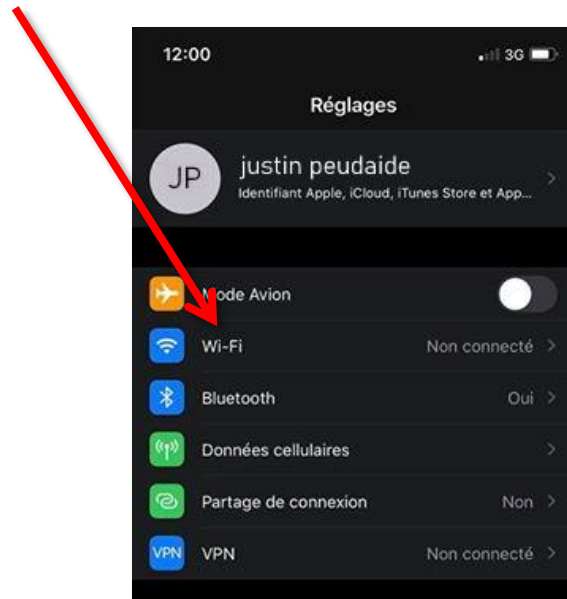 12:00 3G
Réglages
JP justin peudaide
Identifiant Apple, iCloud, iTunes Store et App...
Mode Avion
Wi-Fi Non connecté
Bluetooth Oui
Données cellulaires
Partage de connexion Non
VPN VPN Non connecté